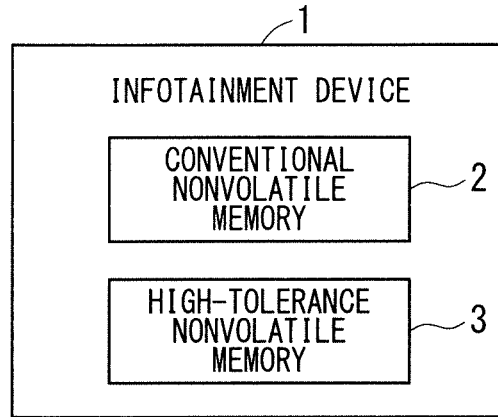 1
INFOTAINMENT DEVICE
CONVENTIONAL
NONVOLATILE
MEMORY
2
HIGH-TOLERANCE
NONVOLATILE
MEMORY
3